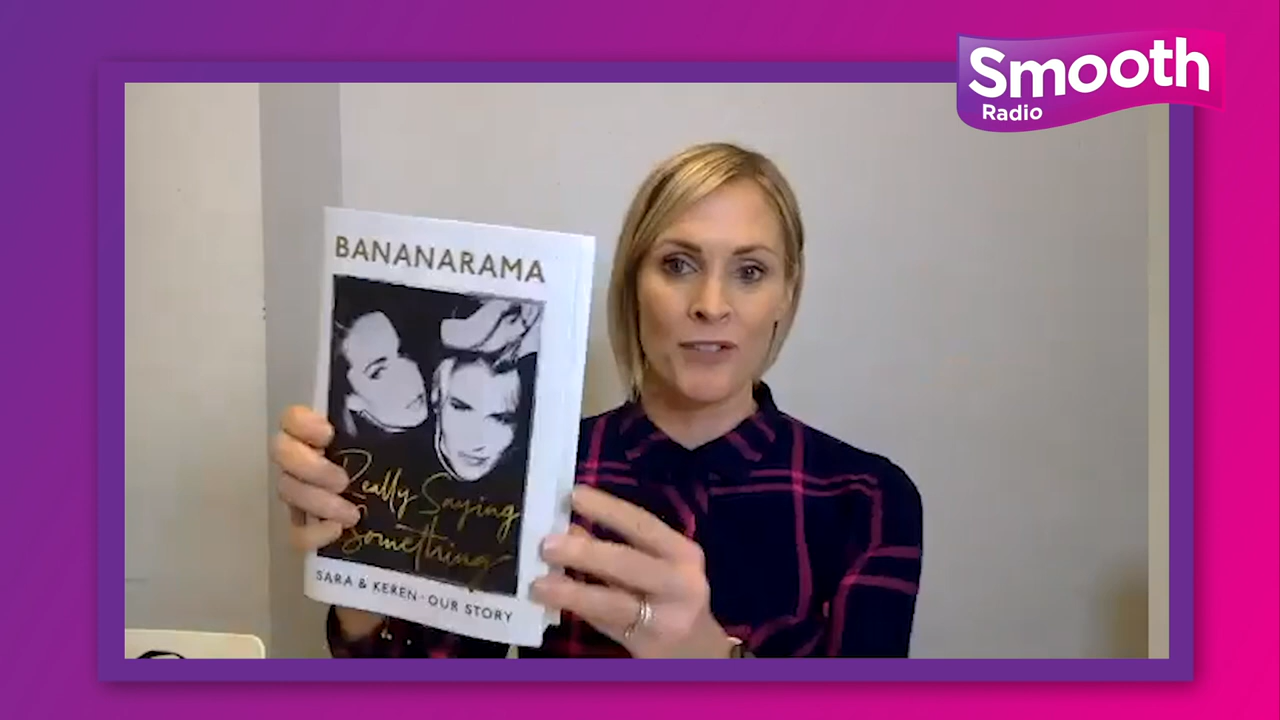 Smooth
Radio
BANANARAMA
Really Saying
Something
SARA & KEREN - OUR STORY